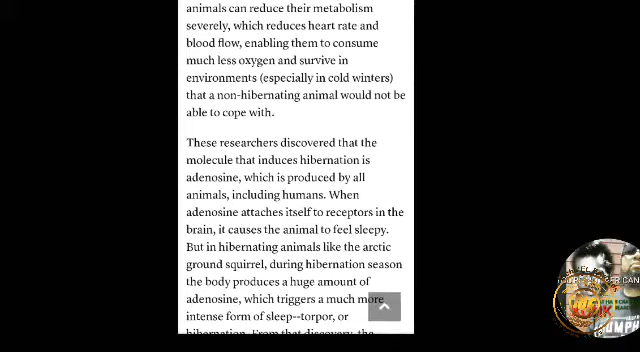 animals can reduce their metabolism
severely, which reduces heart rate and
blood flow, enabling them to consume
much less oxygen and survive in
environments (especially in cold winters)
that a non-hibernating animal would not be
able to cope with.
These researchers discovered that the
molecule that induces hibernation is
adenosine, which is produced by all
animals, including humans. When
adenosine attaches itself to receptors in the
brain, it causes the animal to feel sleepy.
But in hibernating animals like the arctic
ground squirrel, during hibernation season
the body produces a huge amount of
adenosine, which triggers a much more
intense form of sleep--torpor, or
hibernation. From that discovery, the